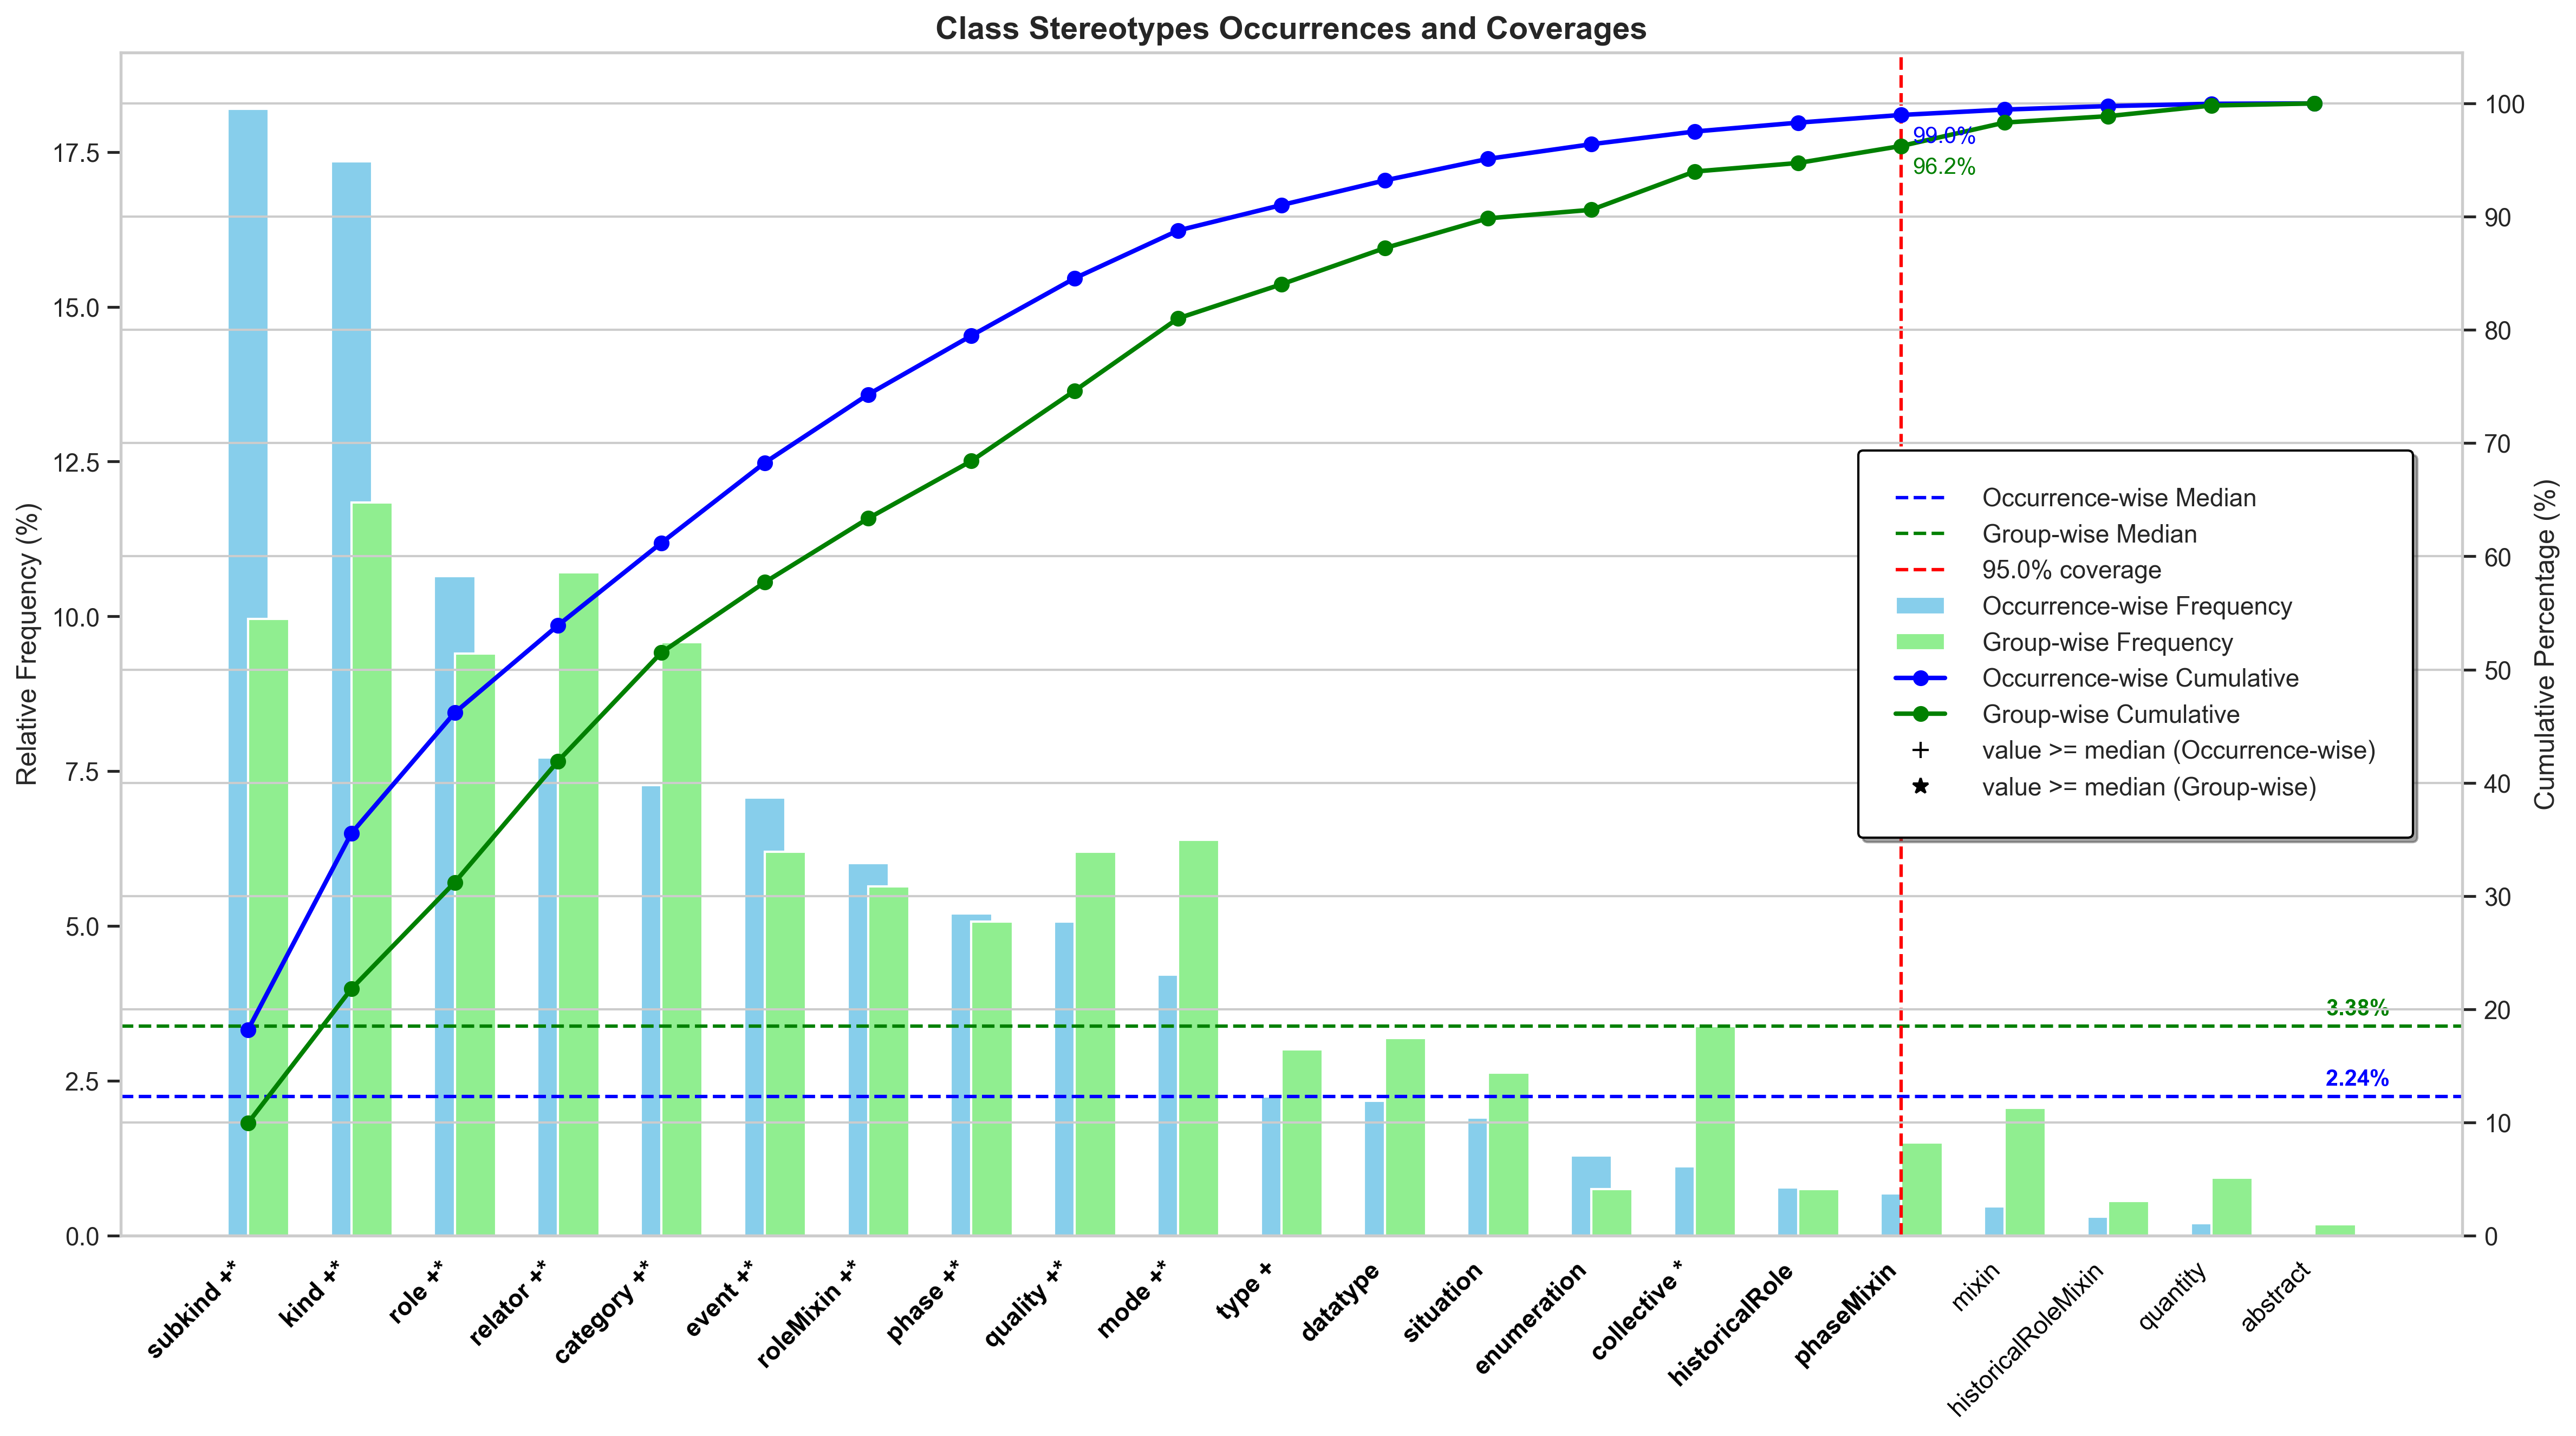 Class Stereotypes Occurrences and Coverages
Relative Frequency (%)
17.5
15.0
12.5
10.0
7.5
5.0
2.5
0.0
100
90
80
70
60
50
40
30
20
10
0
Cumulative Percentage (%)
99.0%
96.2%
3.38%
2.24%
Occurrence-wise Median
Group-wise Median
95.0% coverage
Occurrence-wise Frequency
Group-wise Frequency
Occurrence-wise Cumulative
Group-wise Cumulative
value >= median (Occurrence-wise)
value >= median (Group-wise)
subkind +*
kind +*
role +*
relator +*
category +*
event +*
roleMixin +*
phase +*
quality +*
mode +*
type +
datatype
situation
enumeration
collective *
historicalRole
phaseMixin
mixin
historicalRoleMixin
quantity
abstract